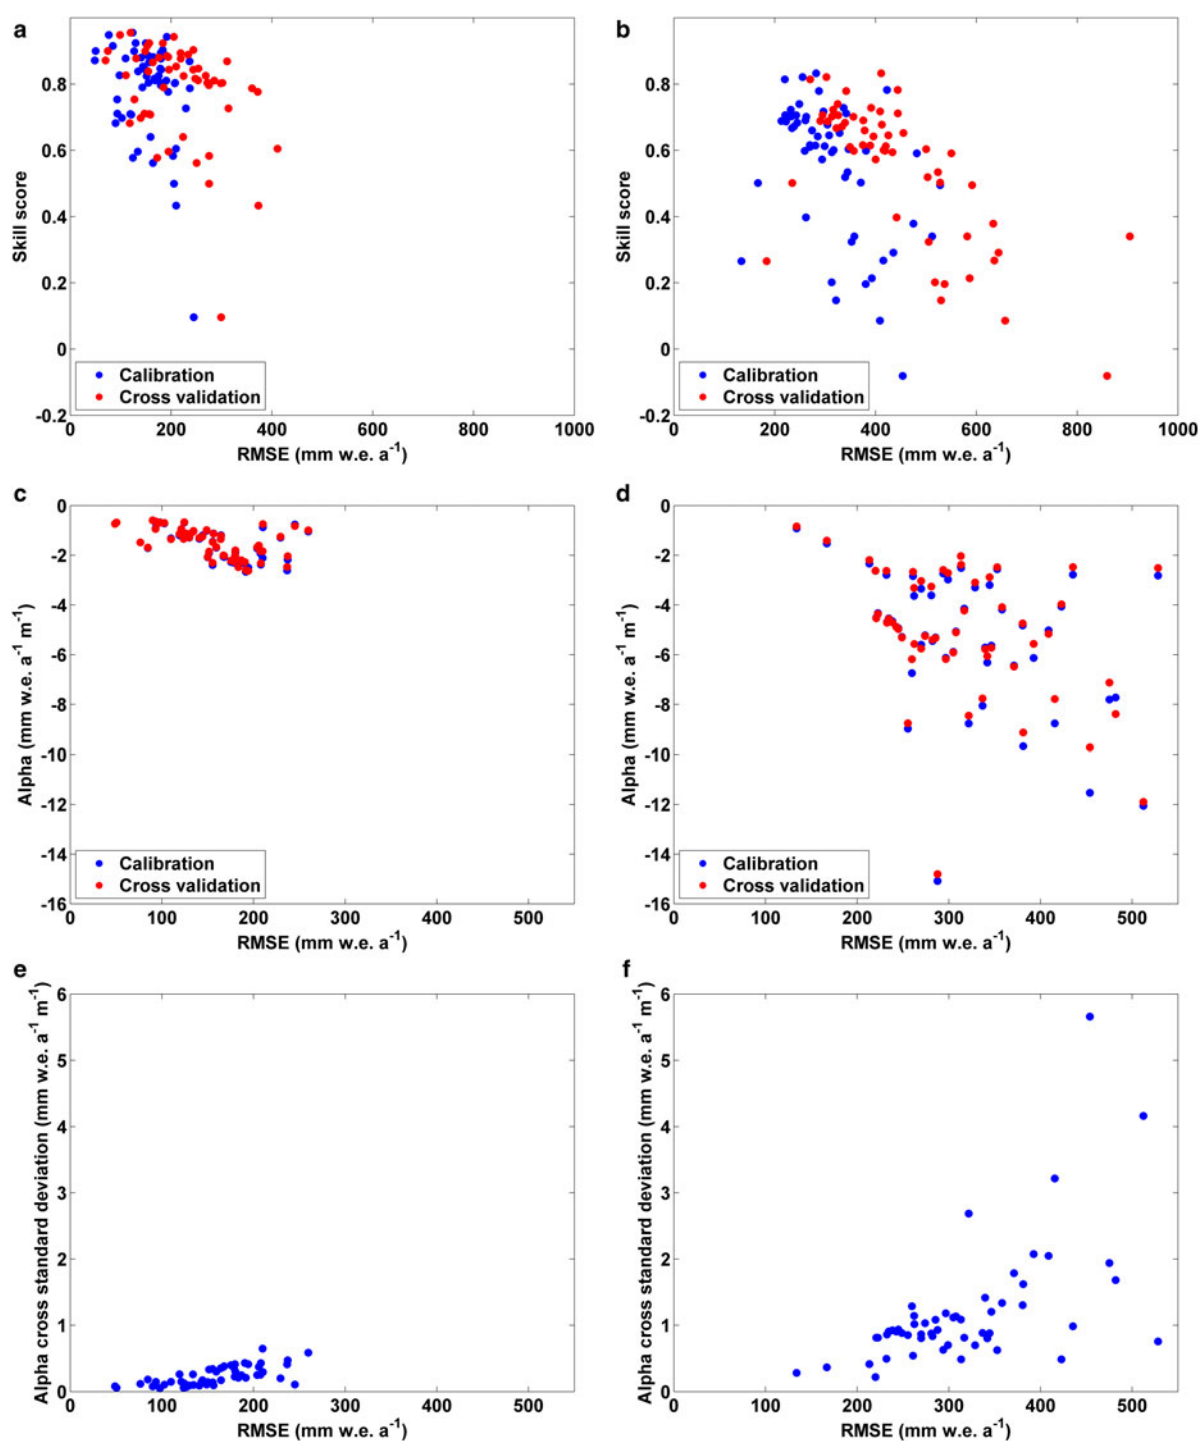 a
Skill score
0.8
0.6
0.4
0.2
0
-0.2
Calibration
Cross validation
0 200 400 600 800 1000
RMSE (mm w.e. a-1)
b
Skill score
0.8
0.6
0.4
0.2
0
-0.2
Calibration
Cross validation
0 200 400 600 800 1000
RMSE (mm w.e. a-1)
c
Alpha (mm w.e. a-1 m-1)
0
-2
-4
-6
-8
-10
-12
-14
-16
Calibration
Cross validation
0 100 200 300 400 500
RMSE (mm w.e. a-1)
d
Alpha (mm w.e. a-1 m-1)
0
-2
-4
-6
-8
-10
-12
-14
-16
Calibration
Cross validation
0 100 200 300 400 500
RMSE (mm w.e. a-1)
e
Alpha cross standard deviation (mm w.e. a-1 m-1)
6
5
4
3
2
1
0
0 100 200 300 400 500
RMSE (mm w.e. a-1)
f
Alpha cross standard deviation (mm w.e. a-1 m-1)
6
5
4
3
2
1
0
0 100 200 300 400 500
RMSE (mm w.e. a-1)